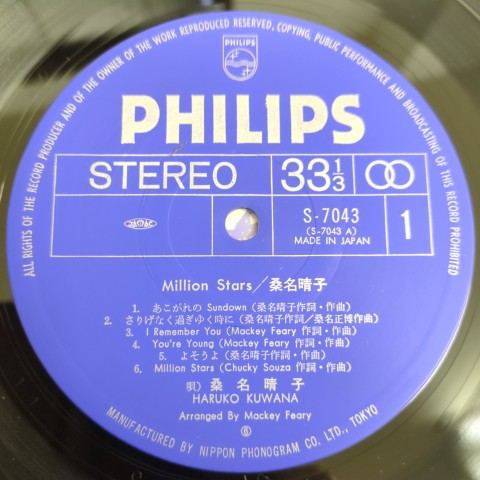 ALL RIGHTS OF THE RECORD PRODUCER AND OF THE OWNER OF THE WORK REPRODUCED RESERVED, COPYING, PUBLIC PERFORMANCE AND BROADCASTING OF THIS RECORD PROHIBITED
PHILIPS
PHILIPS
STEREO
33 1/3
JASRAC
S-7043
(S-7043 A)
MADE IN JAPAN
1
Million Stars／桑名晴子
1. あこがれの Sundown (桑名晴子作詞・作曲)
2. さりげなく過ぎゆく時に (桑名晴子作詞／桑名正博作曲)
3. I Remember You (Mackey Feary 作詞・作曲)
4. You're Young (Mackey Feary 作詞・作曲)
5. よそうよ (桑名晴子作詞・作曲)
6. Million Stars (Chucky Souza 作詞・作曲)
唄) 桑名晴子
HARUKO KUWANA
Arranged By Mackey Feary
⑥
MANUFACTURED BY NIPPON PHONOGRAM CO. LTD., TOKYO